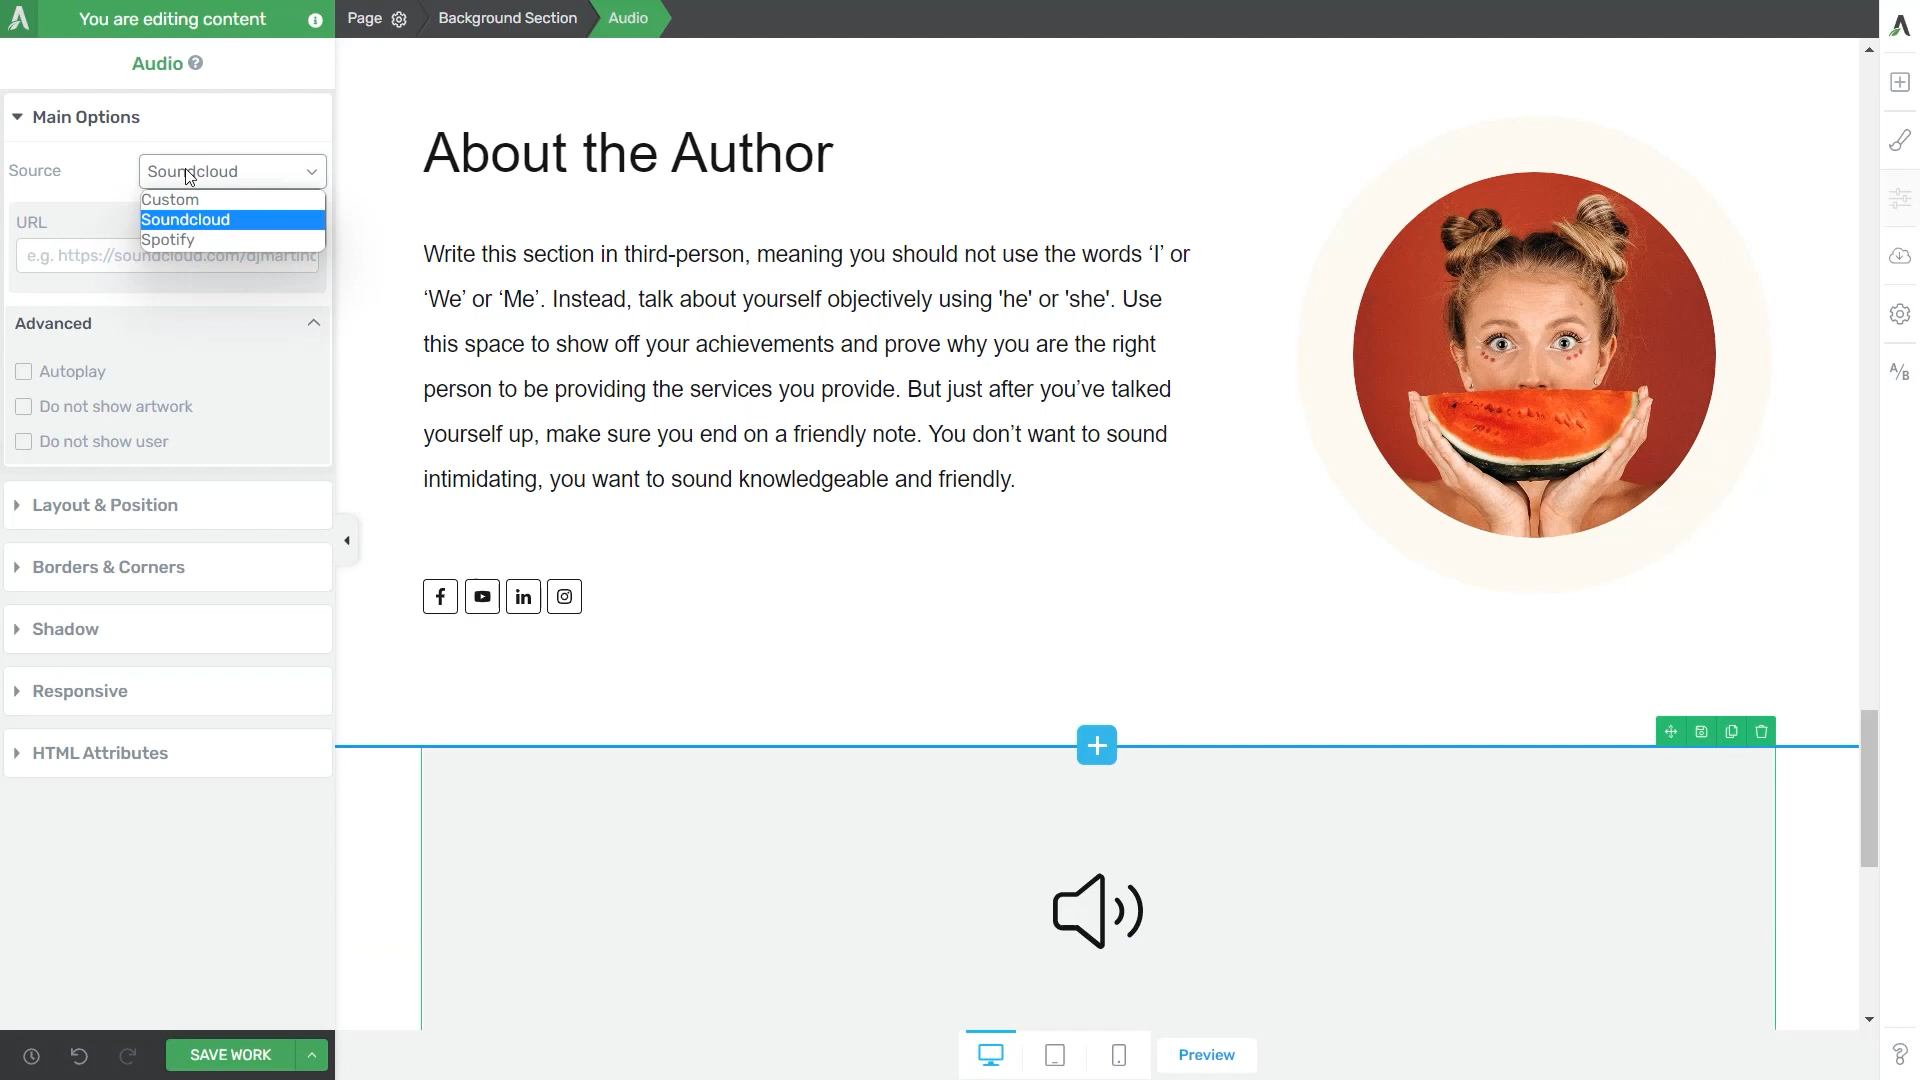 You are editing content
Page
Background Section
Audio
Audio
Main Options
Source
Soundcloud
Custom
Soundcloud
Spotify
URL
e.g. https://soundcloud.com/djmartinc
Advanced
Autoplay
Do not show artwork
Do not show user
Layout & Position
Borders & Corners
Shadow
Responsive
HTML Attributes
SAVE WORK
About the Author
Write this section in third-person, meaning you should not use the words ‘I’ or
‘We’ or ‘Me’. Instead, talk about yourself objectively using 'he' or 'she'. Use
this space to show off your achievements and prove why you are the right
person to be providing the services you provide. But just after you’ve talked
yourself up, make sure you end on a friendly note. You don’t want to sound
intimidating, you want to sound knowledgeable and friendly.
Preview
A/B